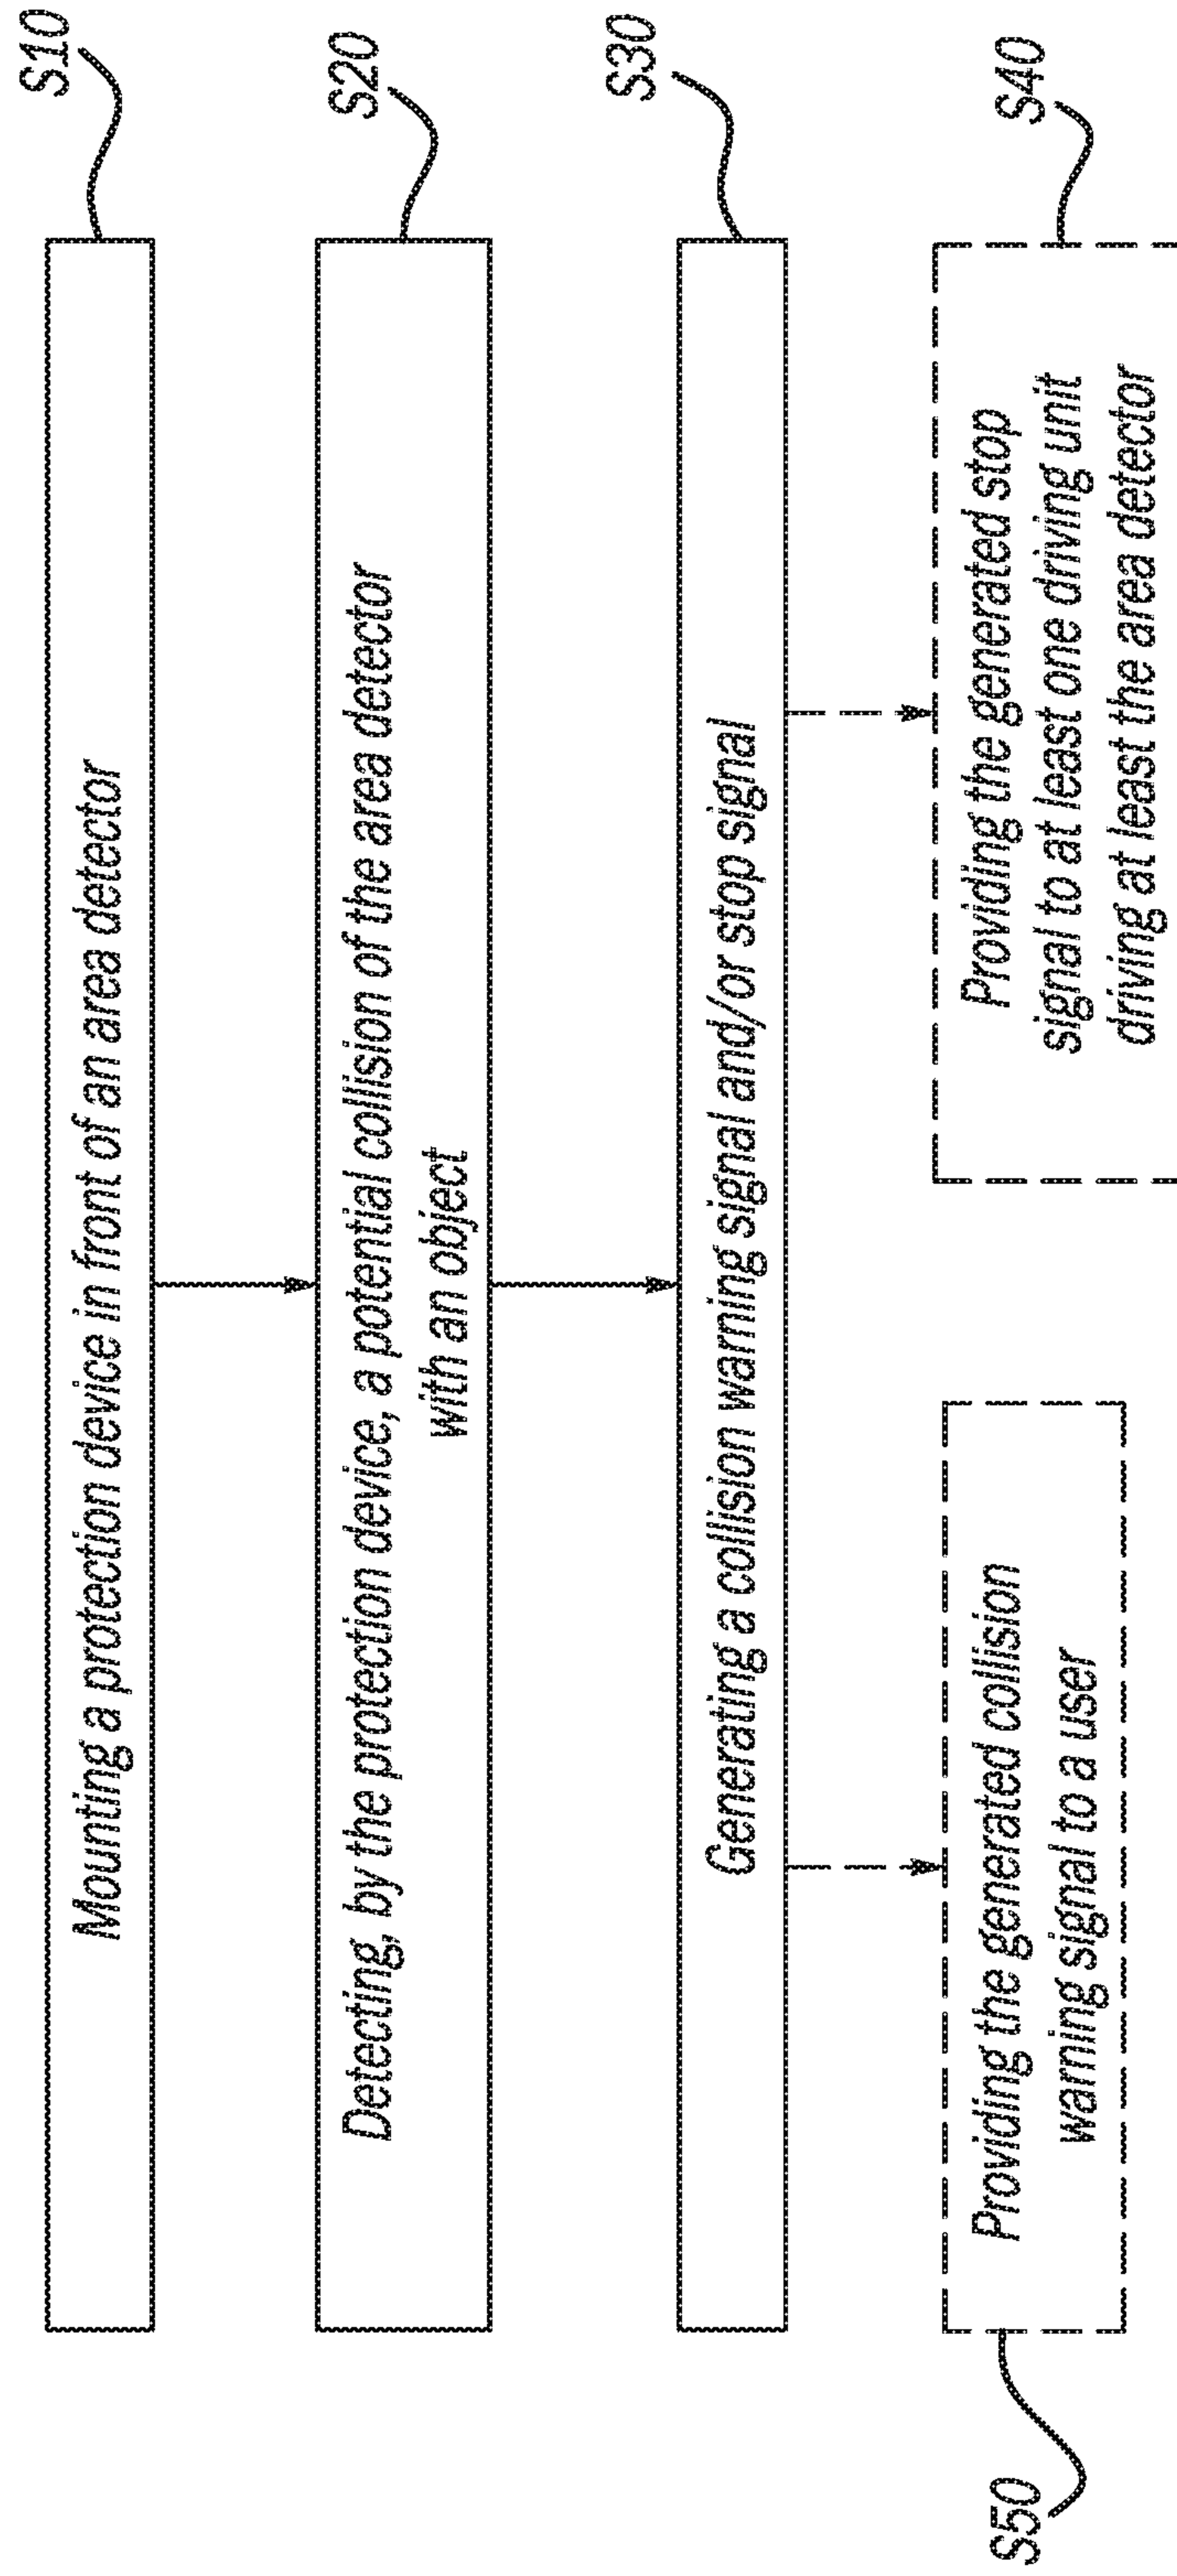 Mounting a protection device in front of an area detector
S10
Detecting, by the protection device, a potential collision of the area detector
with an object
S20
Generating a collision warning signal and/or stop signal
S30
S50
Providing the generated collision
warning signal to a user
Providing the generated stop
signal to at least one driving unit
driving at least the area detector
S40